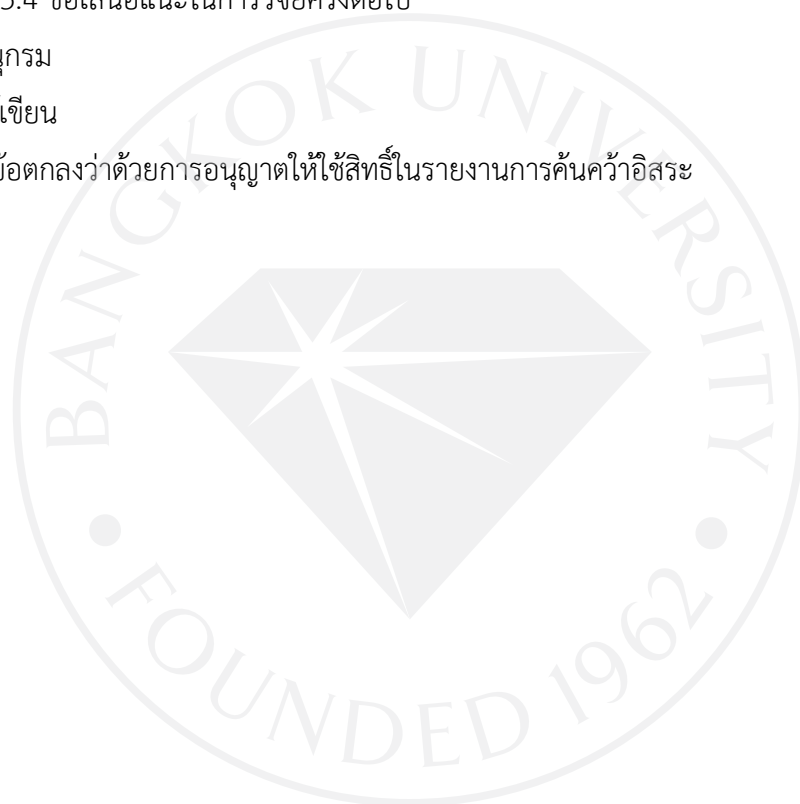 5.4 ข้อเสนอแนะในการวิจัยครั้งต่อไป
นุกรม
เขียน
ข้อตกลงว่าด้วยการอนุญาตให้ใช้สิทธิ์ในรายงานการค้นคว้าอิสระ
BANGKOK UNIVERSITY
• FOUNDED 1962 •